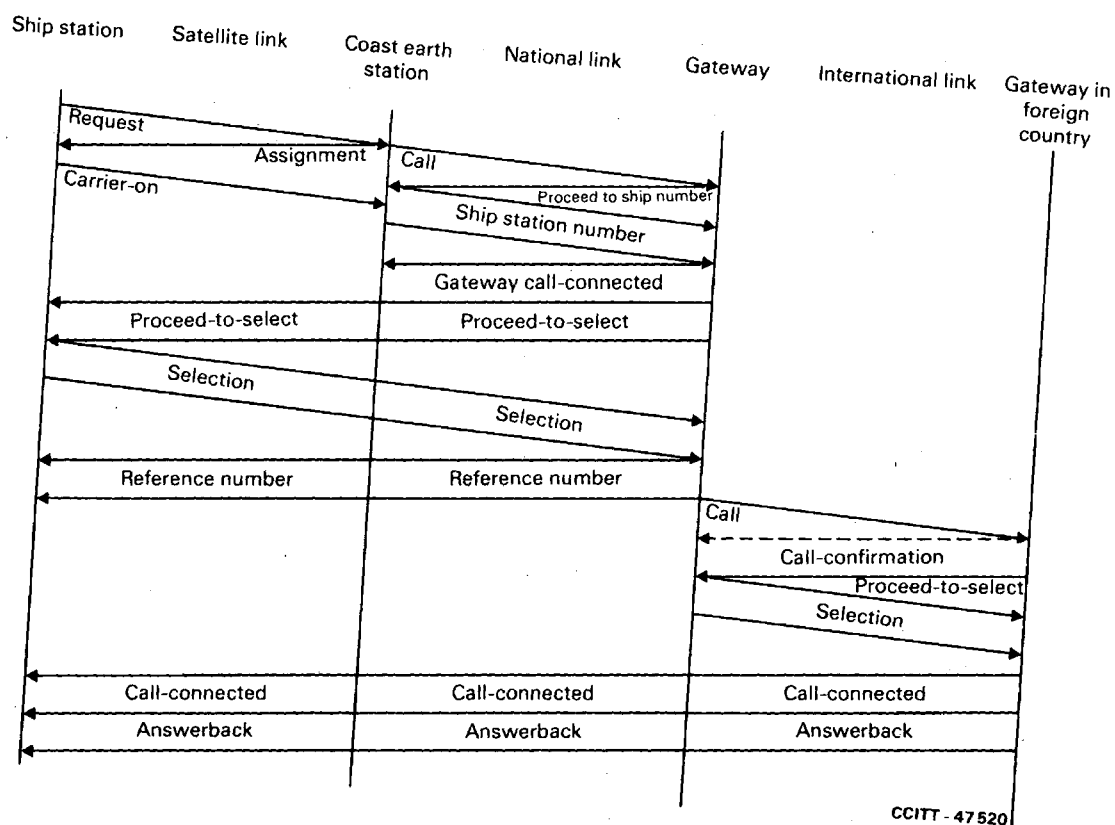 Ship station
Satellite link
Coast earth
station
National link
Gateway
International link
Gateway in
foreign
country
Request
Assignment
Call
Carrier-on
Proceed to ship number
Ship station number
Gateway call-connected
Proceed-to-select
Proceed-to-select
Selection
Selection
Reference number
Reference number
Call
Call-confirmation
Proceed-to-select
Selection
Call-connected
Call-connected
Call-connected
Answerback
Answerback
Answerback
CCITT - 47 520